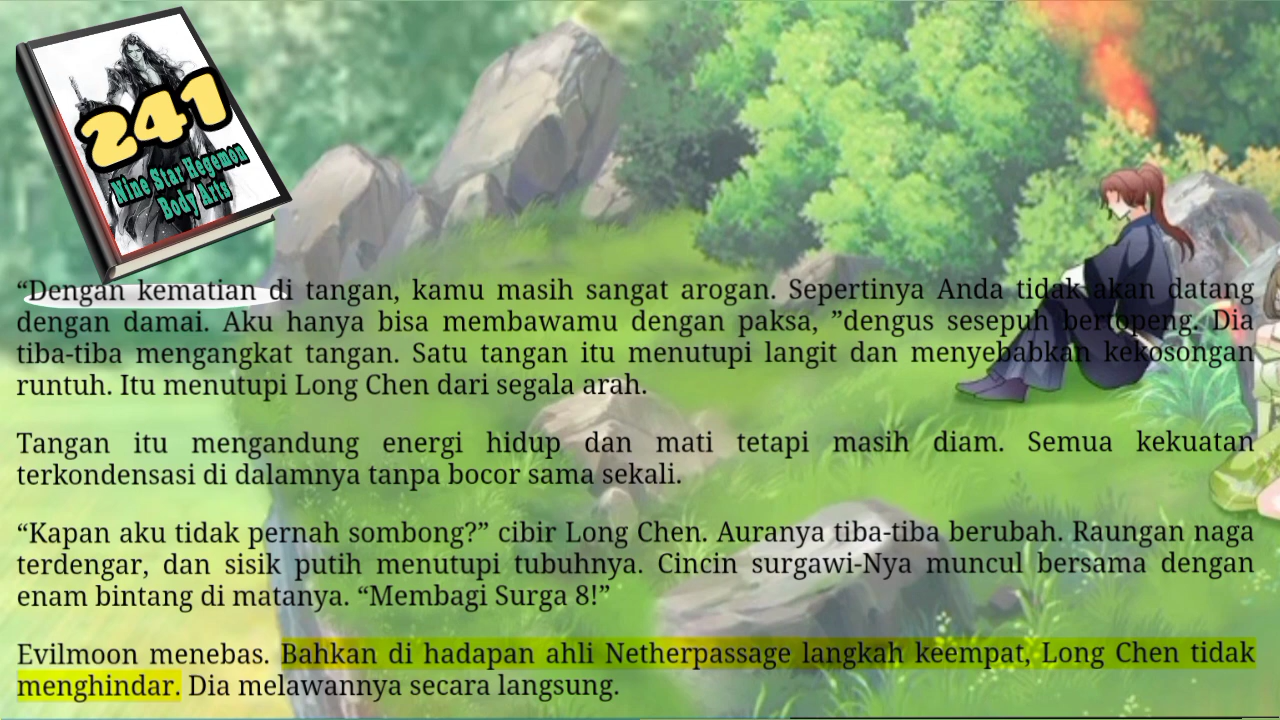 241
Nine Star Hegemon
Body Arts
“Dengan kematian di tangan, kamu masih sangat arogan. Sepertinya Anda tidak akan datang
dengan damai. Aku hanya bisa membawamu dengan paksa, ”dengus sesepuh bertopeng. Dia
tiba-tiba mengangkat tangan. Satu tangan itu menutupi langit dan menyebabkan kekosongan
runtuh. Itu menutupi Long Chen dari segala arah.
Tangan itu mengandung energi hidup dan mati tetapi masih diam. Semua kekuatan
terkondensasi di dalamnya tanpa bocor sama sekali.
“Kapan aku tidak pernah sombong?” cibir Long Chen. Auranya tiba-tiba berubah. Raungan naga
terdengar, dan sisik putih menutupi tubuhnya. Cincin surgawi-Nya muncul bersama dengan
enam bintang di matanya. “Membagi Surga 8!”
Evilmoon menebas. Bahkan di hadapan ahli Netherpassage langkah keempat, Long Chen tidak
menghindar. Dia melawannya secara langsung.